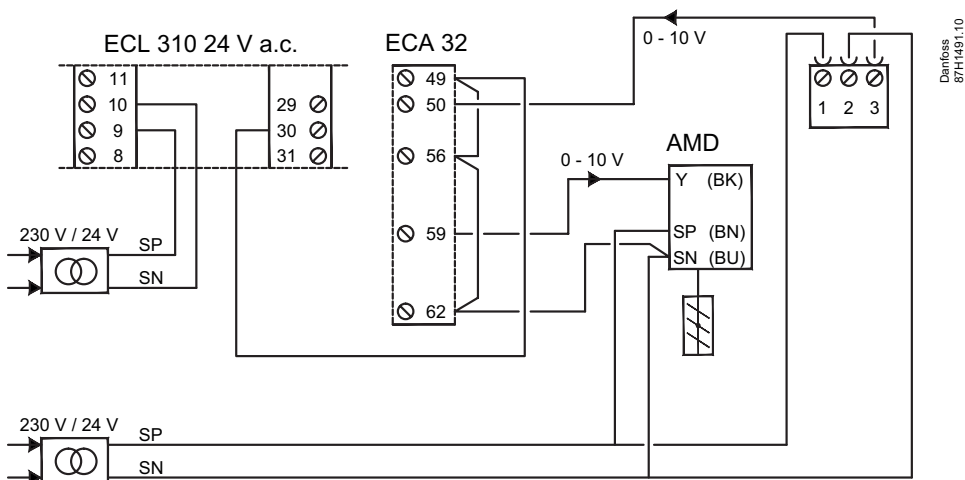 ECL 310 24 V a.c.
11
10
9
8
29
30
31
ECA 32
49
50
56
59
62
0 - 10 V
1 2 3
Danfoss
87H1491.10
0 - 10 V
AMD
Y (BK)
SP (BN)
SN (BU)
230 V / 24 V
SP
SN
230 V / 24 V
SP
SN